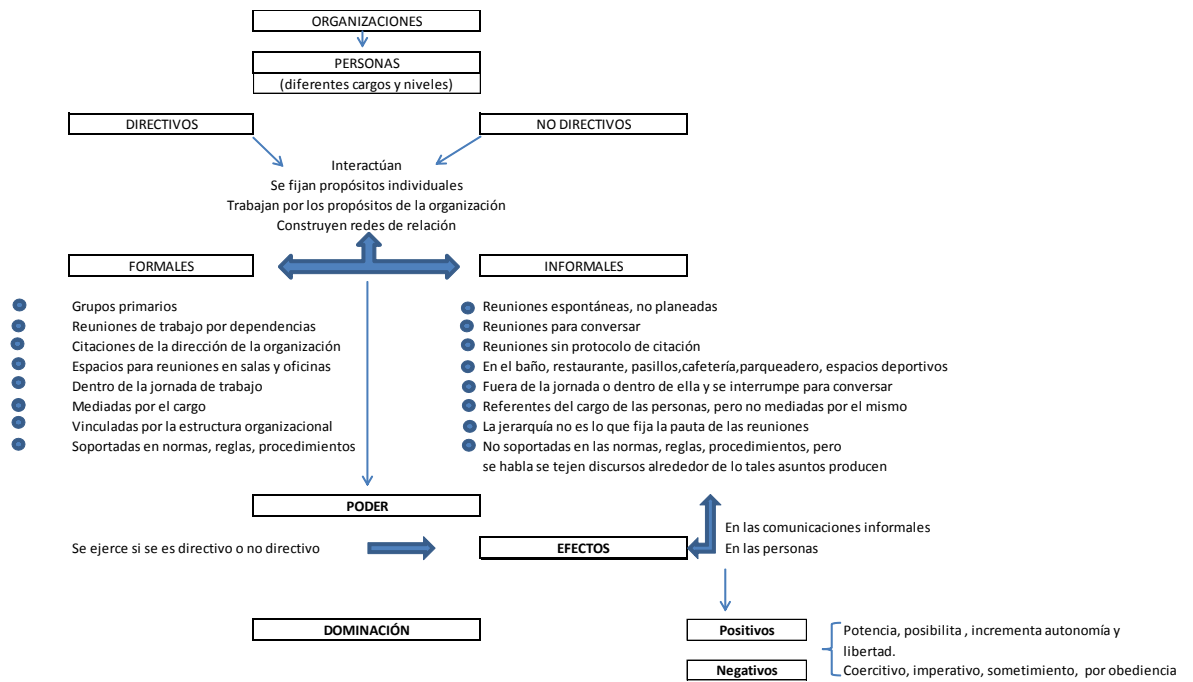 ORGANIZACIONES
PERSONAS
(diferentes cargos y niveles)
DIRECTIVOS
NO DIRECTIVOS
Interactúan
Se fijan propósitos individuales
Trabajan por los propósitos de la organización
Construyen redes de relación
FORMALES
INFORMALES
Grupos primarios
Reuniones de trabajo por dependencias
Citaciones de la dirección de la organización
Espacios para reuniones en salas y oficinas
Dentro de la jornada de trabajo
Mediadas por el cargo
Vinculadas por la estructura organizacional
Soportadas en normas, reglas, procedimientos
Reuniones espontáneas, no planeadas
Reuniones para conversar
Reuniones sin protocolo de citación
En el baño, restaurante, pasillos,cafetería,parqueadero, espacios deportivos
Fuera de la jornada o dentro de ella y se interrumpe para conversar
Referentes del cargo de las personas, pero no mediadas por el mismo
La jerarquía no es lo que fija la pauta de las reuniones
No soportadas en las normas, reglas, procedimientos, pero
se habla se tejen discursos alrededor de lo tales asuntos producen
PODER
Se ejerce si se es directivo o no directivo
EFECTOS
En las comunicaciones informales
En las personas
DOMINACIÓN
Positivos
Potencia, posibilita , incrementa autonomía y
libertad.
Negativos
Coercitivo, imperativo, sometimiento, por obediencia